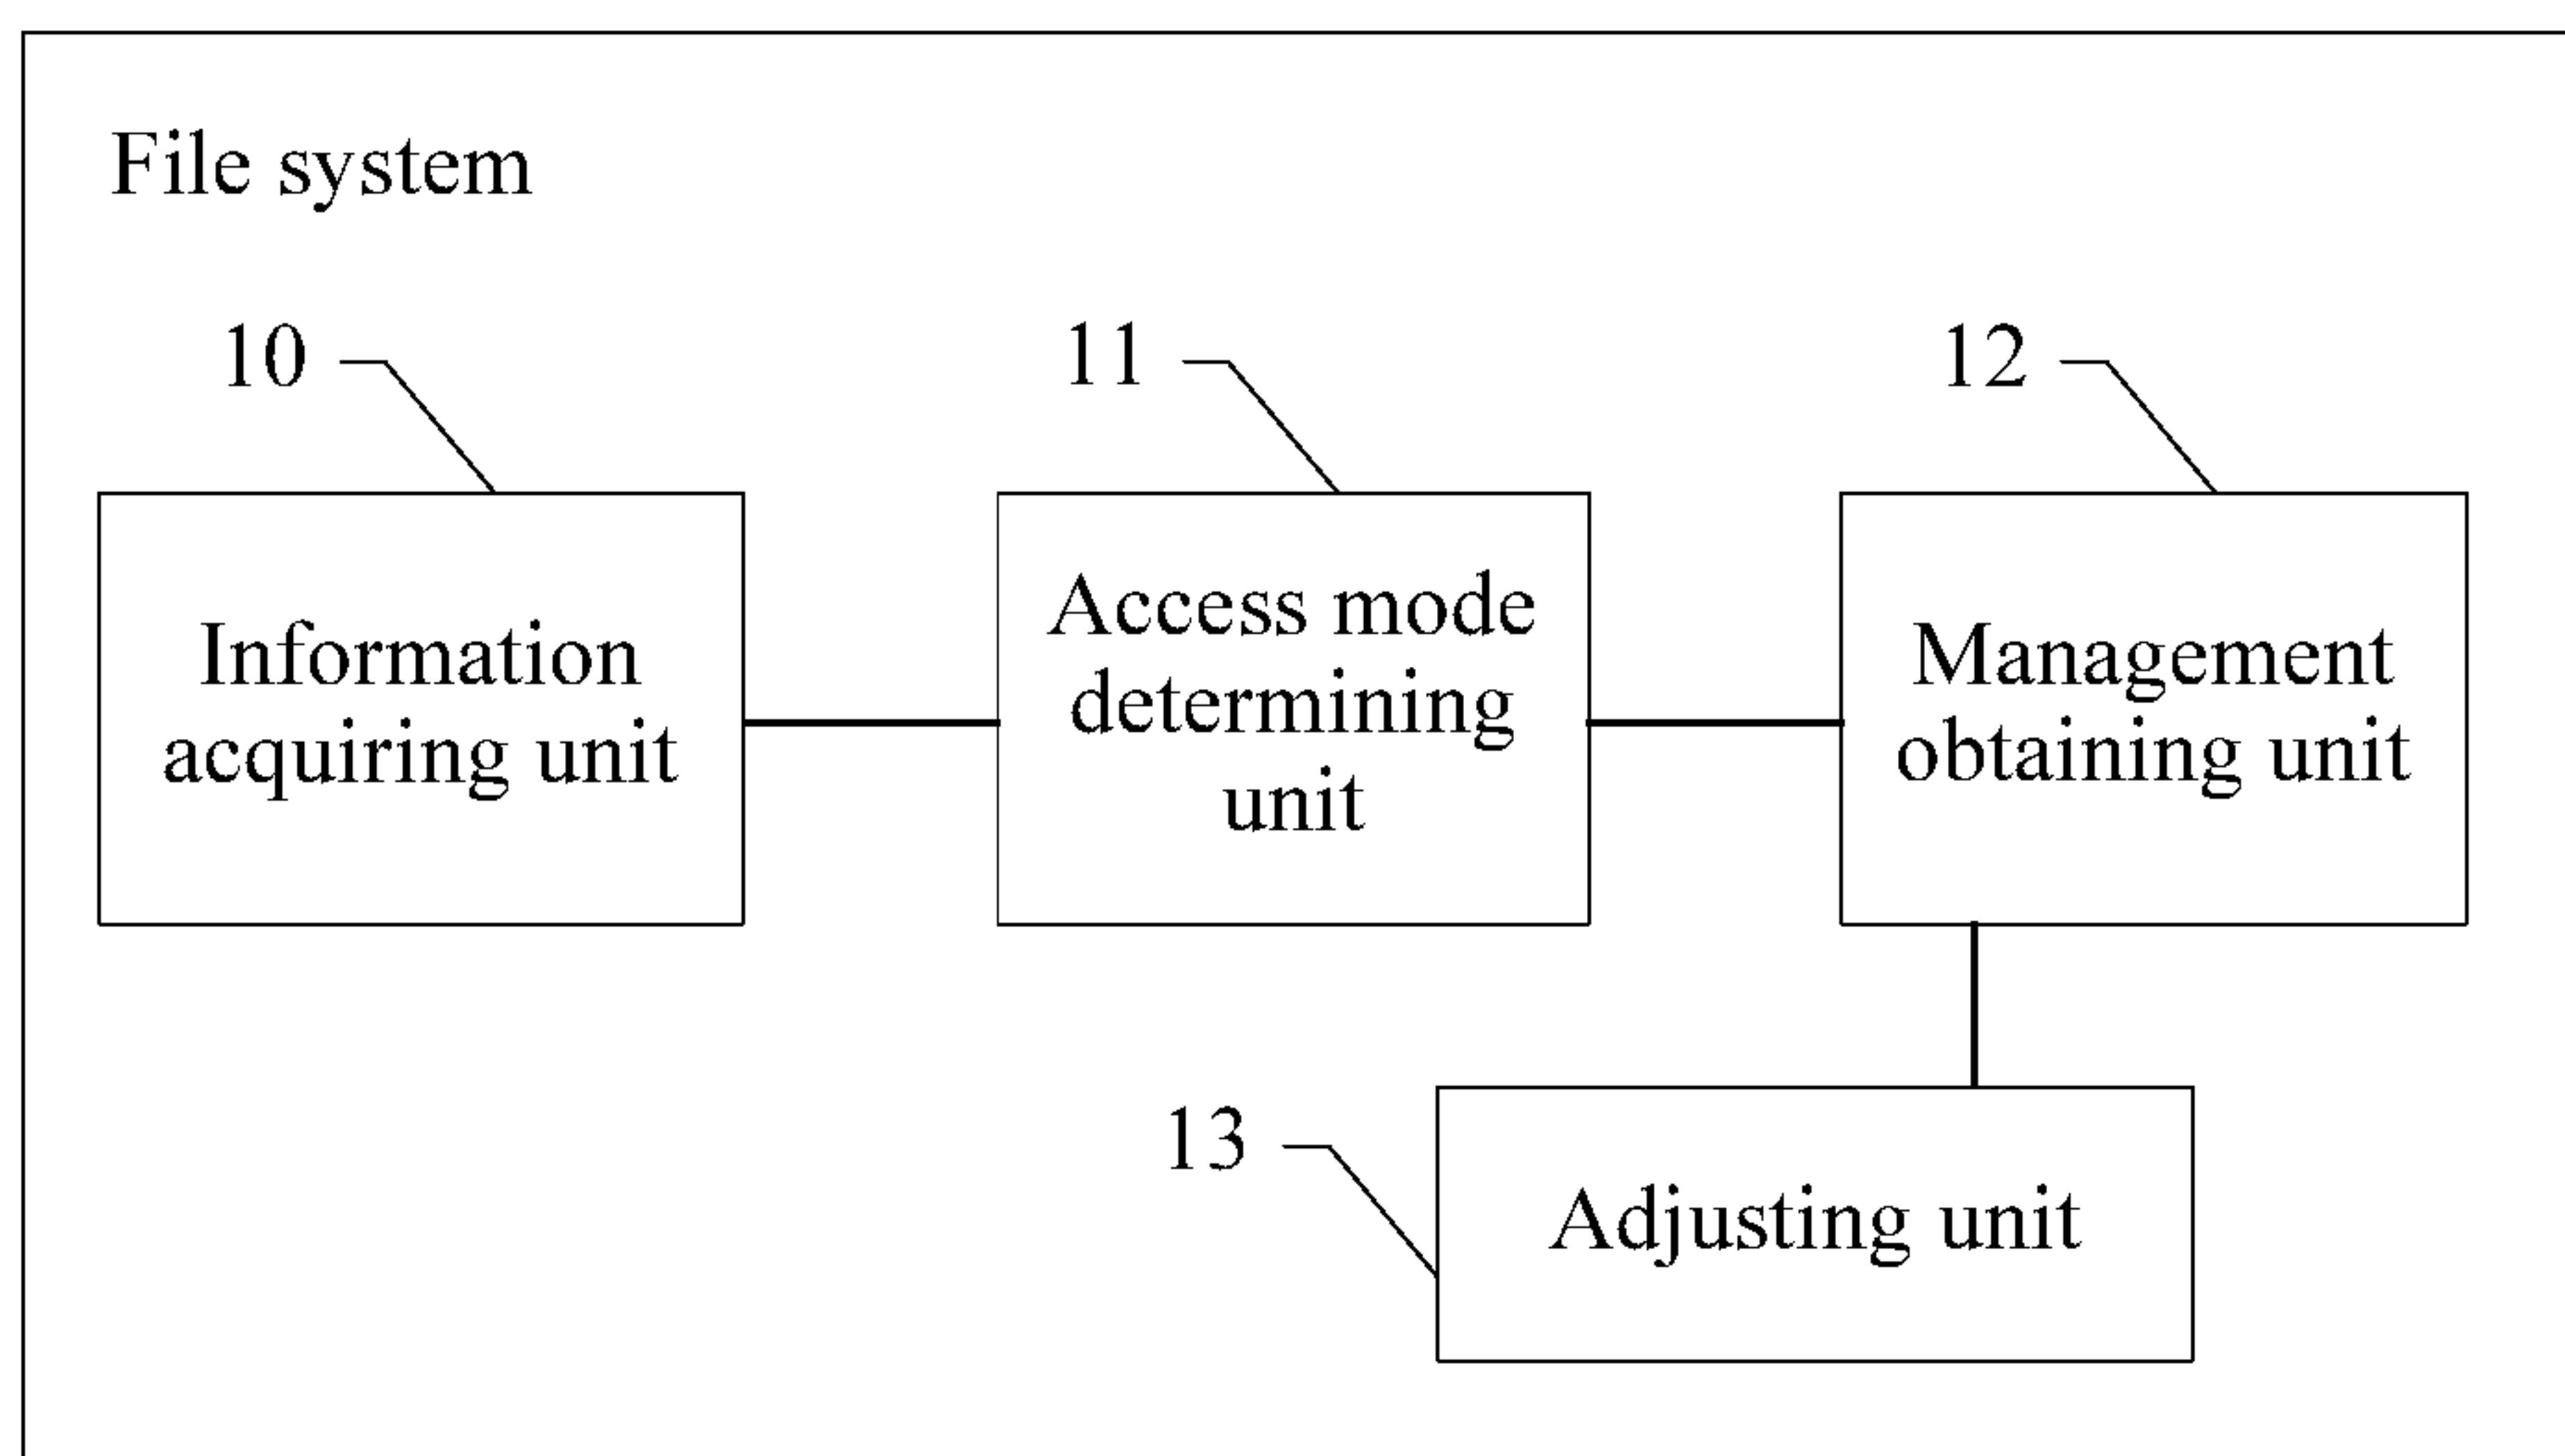 File system
10
11
12
Information
acquiring unit
Access mode
determining
unit
Management
obtaining unit
13
Adjusting unit